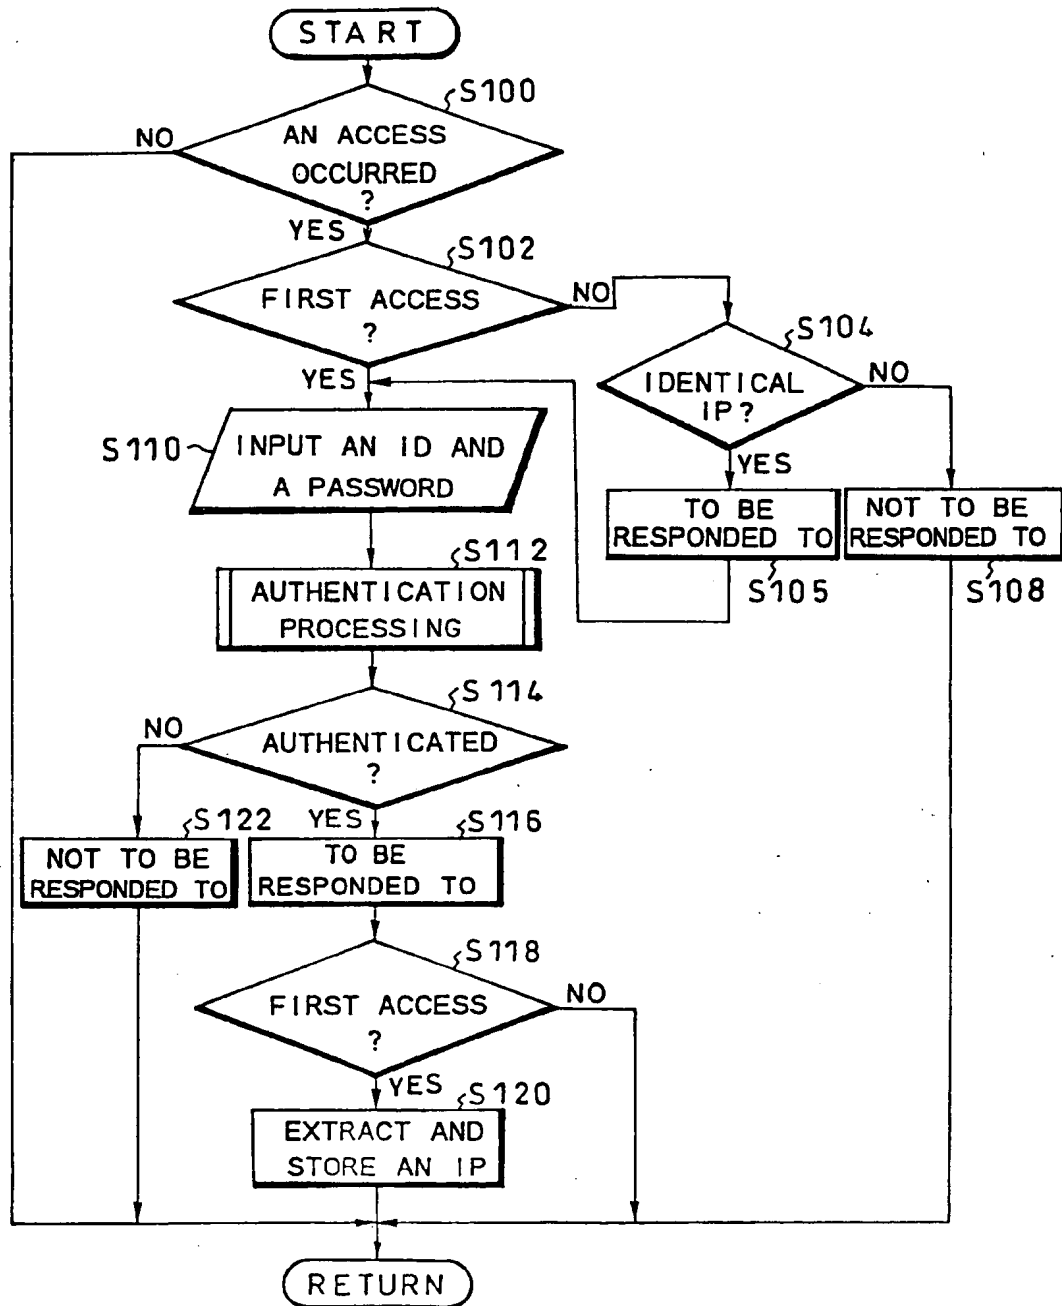 START
S100
NO
AN ACCESS
OCCURRED
?
YES
S102
FIRST ACCESS
?
NO
YES
S104
IDENTICAL
IP?
NO
YES
S110
INPUT AN ID AND
A PASSWORD
TO BE
RESPONDED TO
S105
NOT TO BE
RESPONDED TO
S108
S112
AUTHENTICATION
PROCESSING
S114
NO
AUTHENTICATED
?
YES
S122
NOT TO BE
RESPONDED TO
S116
TO BE
RESPONDED TO
S118
FIRST ACCESS
?
NO
YES
S120
EXTRACT AND
STORE AN IP
RETURN